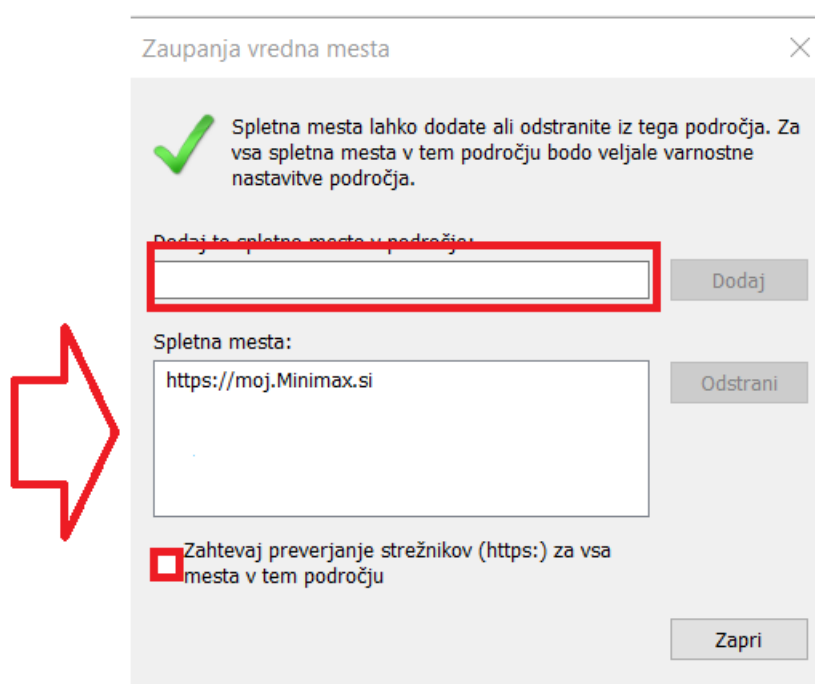 Zaupanja vredna mesta
Spletna mesta lahko dodate ali odstranite iz tega področja. Za
vsa spletna mesta v tem področju bodo veljale varnostne
nastavitve področja.
Dodaj to spletno mesto v področje:
Dodaj
Spletna mesta:
https://moj.Minimax.si
Odstrani
Zahtevaj preverjanje strežnikov (https:) za vsa
mesta v tem področju
Zapri